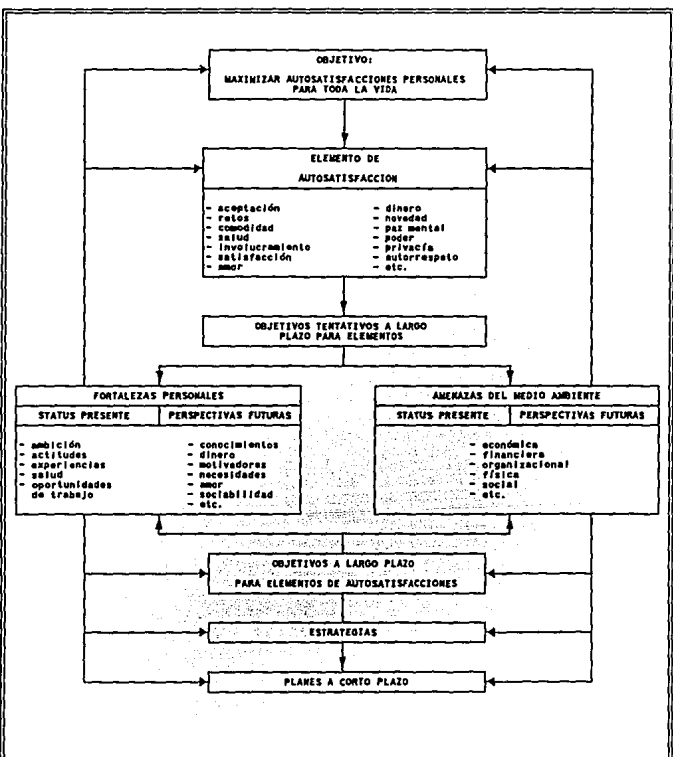 OBJETIVO:
MAXIMIZAR AUTOSATISFACCIONES PERSONALES
PARA TODA LA VIDA
ELEMENTO DE
AUTOSATISFACCION
- aceptación
- retos
- comodidad
- salud
- involucramiento
- satisfacción
- amor
- dinero
- novedad
- paz mental
- poder
- privacía
- autorrespeto
- etc.
OBJETIVOS TENTATIVOS A LARGO
PLAZO PARA ELEMENTOS
FORTALEZAS PERSONALES
STATUS PRESENTE
PERSPECTIVAS FUTURAS
- ambición
- actitudes
- experiencias
- salud
- oportunidades
de trabajo
- conocimientos
- dinero
- motivadores
- necesidades
- amor
- sociabilidad
- etc.
AMENAZAS DEL MEDIO AMBIENTE
STATUS PRESENTE
PERSPECTIVAS FUTURAS
- económica
- financiera
- organizacional
- física
- social
- etc.
OBJETIVOS A LARGO PLAZO
PARA ELEMENTOS DE AUTOSATISFACCIONES
ESTRATEGIAS
PLANES A CORTO PLAZO